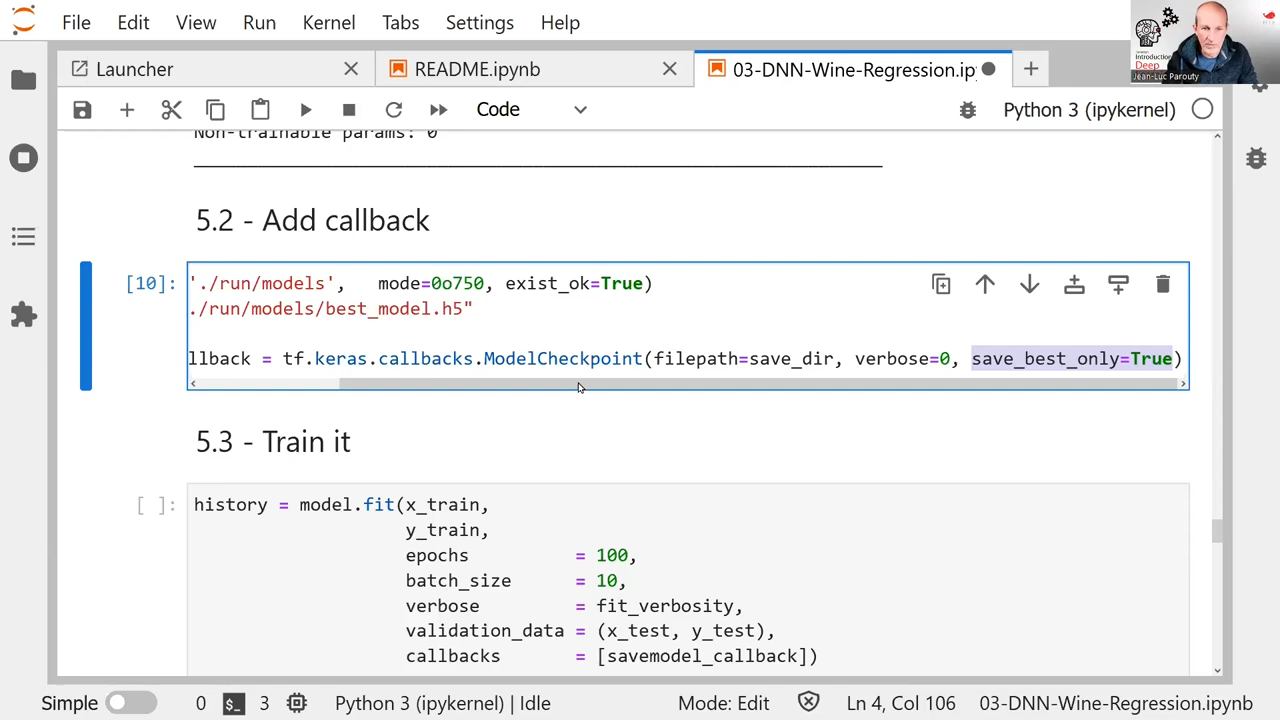 File Edit View Run Kernel Tabs Settings Help
Introduction
Deep
Jean-Luc Parouty
Launcher
README.ipynb
03-DNN-Wine-Regression.ip
Code
Python 3 (ipykernel)
Non-trainable params: 0
5.2 - Add callback
[10]:
'./run/models',   mode=0o750, exist_ok=True)
./run/models/best_model.h5"
llback = tf.keras.callbacks.ModelCheckpoint(filepath=save_dir, verbose=0, save_best_only=True)
5.3 - Train it
[ ]:
history = model.fit(x_train,
y_train,
epochs = 100,
batch_size = 10,
verbose = fit_verbosity,
validation_data = (x_test, y_test),
callbacks = [savemodel_callback])
Simple 0 $_ 3 Python 3 (ipykernel) | Idle Mode: Edit Ln 4, Col 106 03-DNN-Wine-Regression.ipynb